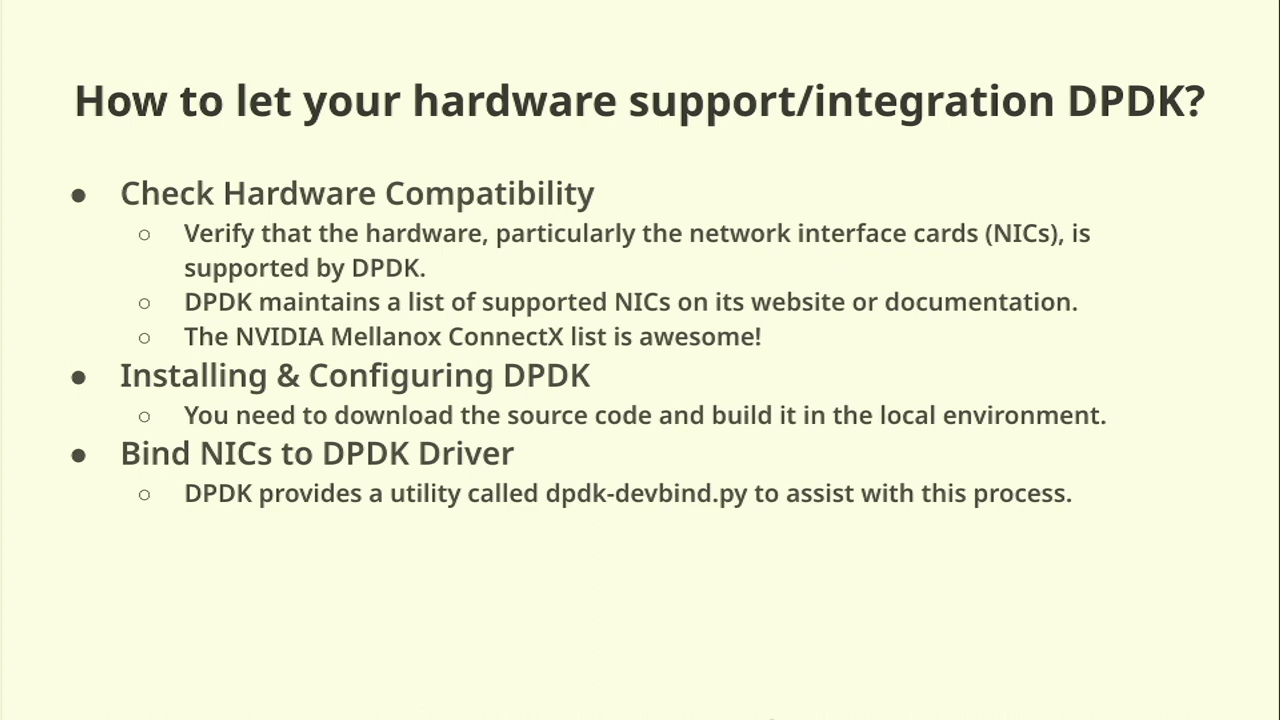 How to let your hardware support/integration DPDK?
● Check Hardware Compatibility
○ Verify that the hardware, particularly the network interface cards (NICs), is
supported by DPDK.
○ DPDK maintains a list of supported NICs on its website or documentation.
○ The NVIDIA Mellanox ConnectX list is awesome!
● Installing & Configuring DPDK
○ You need to download the source code and build it in the local environment.
● Bind NICs to DPDK Driver
○ DPDK provides a utility called dpdk-devbind.py to assist with this process.